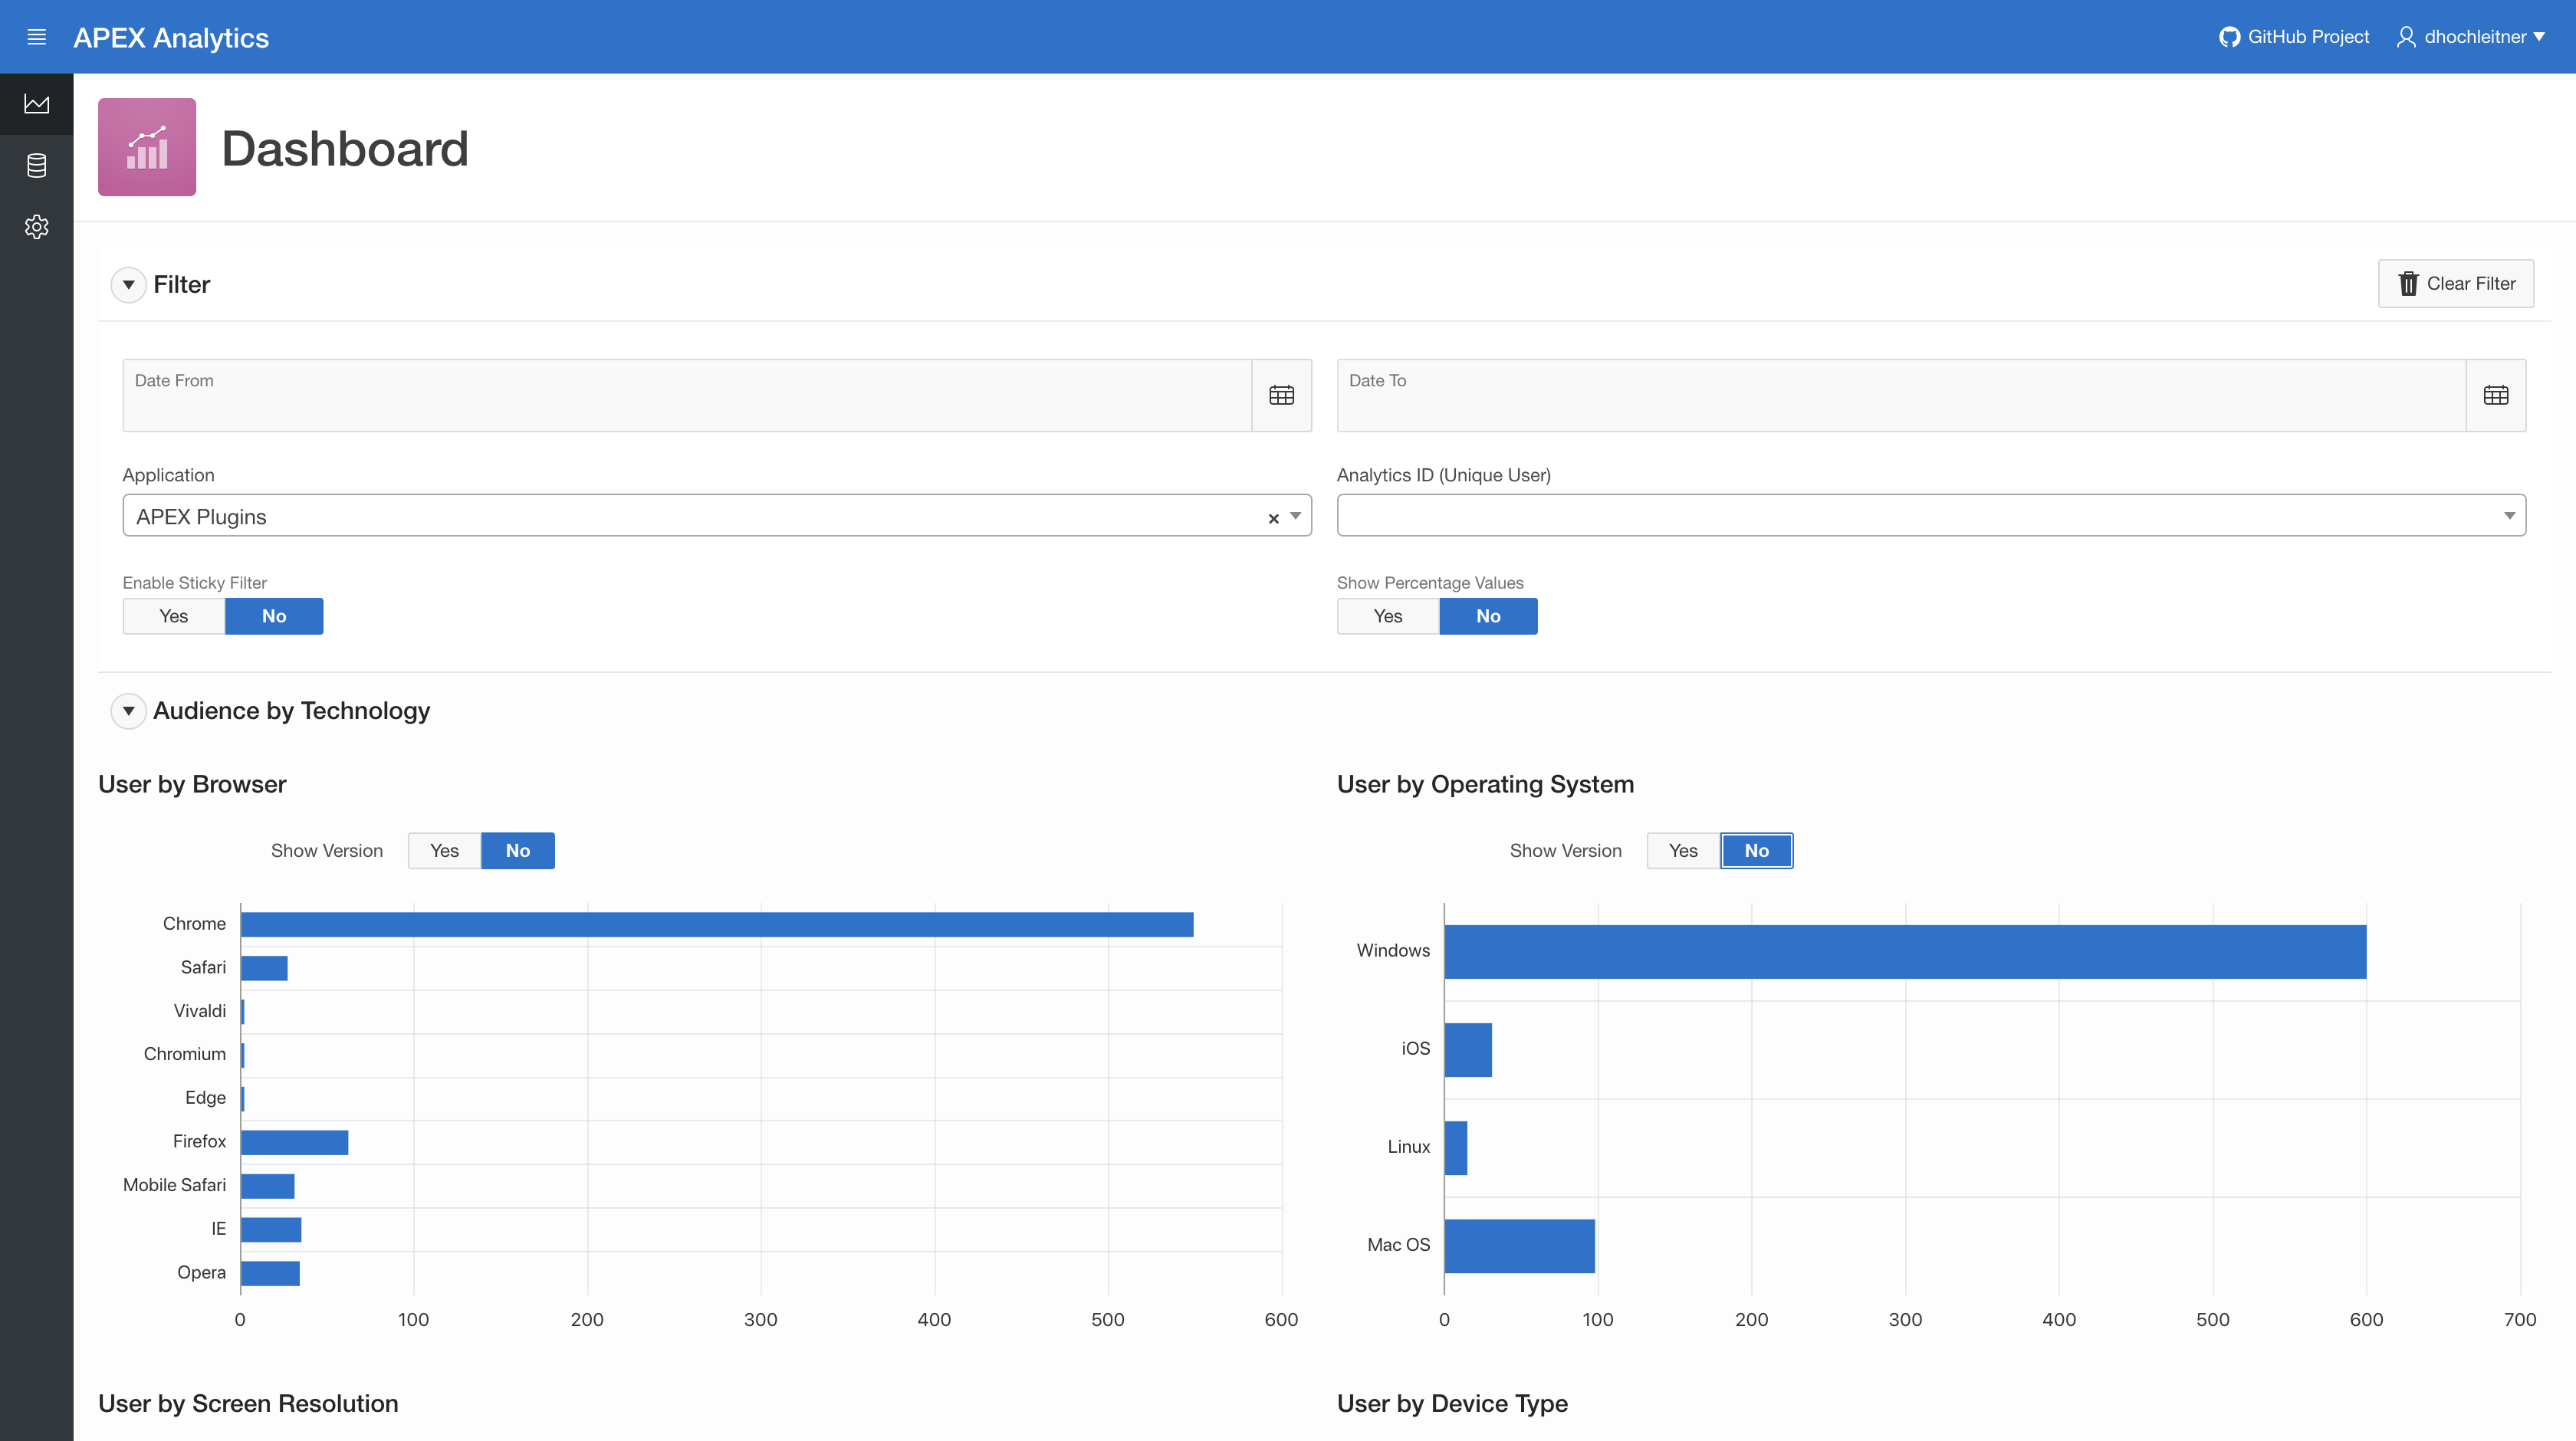 APEX Analytics
GitHub Project
dhochleitner
Dashboard
Filter
Clear Filter
Date From
Date To
Application
Analytics ID (Unique User)
APEX Plugins
Enable Sticky Filter
Show Percentage Values
Yes No
Yes No
Audience by Technology
User by Browser
Show Version Yes No
Chrome
Safari
Vivaldi
Chromium
Edge
Firefox
Mobile Safari
IE
Opera
0 100 200 300 400 500 600
User by Operating System
Show Version Yes No
Windows
iOS
Linux
Mac OS
0 100 200 300 400 500 600 700
User by Screen Resolution
User by Device Type